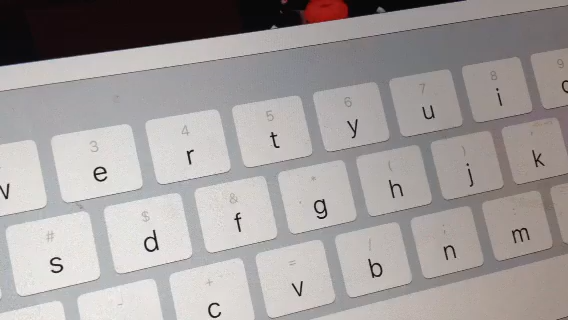 3 4 5 6 7 8 9
e r t y u i
# $ & * ( )
s d f g h j k
+ = / ;
c v b n m